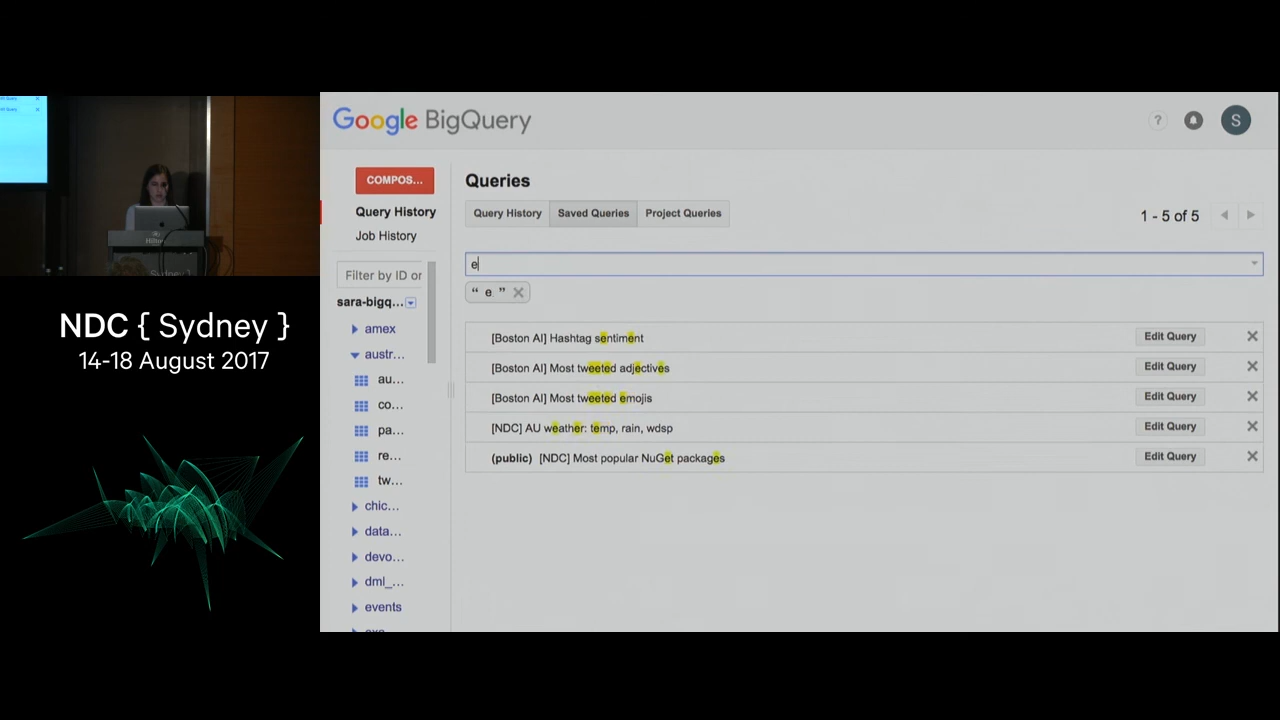 Google BigQuery
?
S
COMPOS...
Query History
Job History
Filter by ID or
sara-bigq...
amex
austr...
au...
co...
pa...
re...
tw...
chic...
data...
devo...
dml_...
events
Queries
Query History Saved Queries Project Queries
1 - 5 of 5
e
“ e ”
[Boston AI] Hashtag sentiment Edit Query
[Boston AI] Most tweeted adjectives Edit Query
[Boston AI] Most tweeted emojis Edit Query
[NDC] AU weather: temp, rain, wdsp Edit Query
(public) [NDC] Most popular NuGet packages Edit Query
Hilton
Sydney
NDC { Sydney }
14-18 August 2017